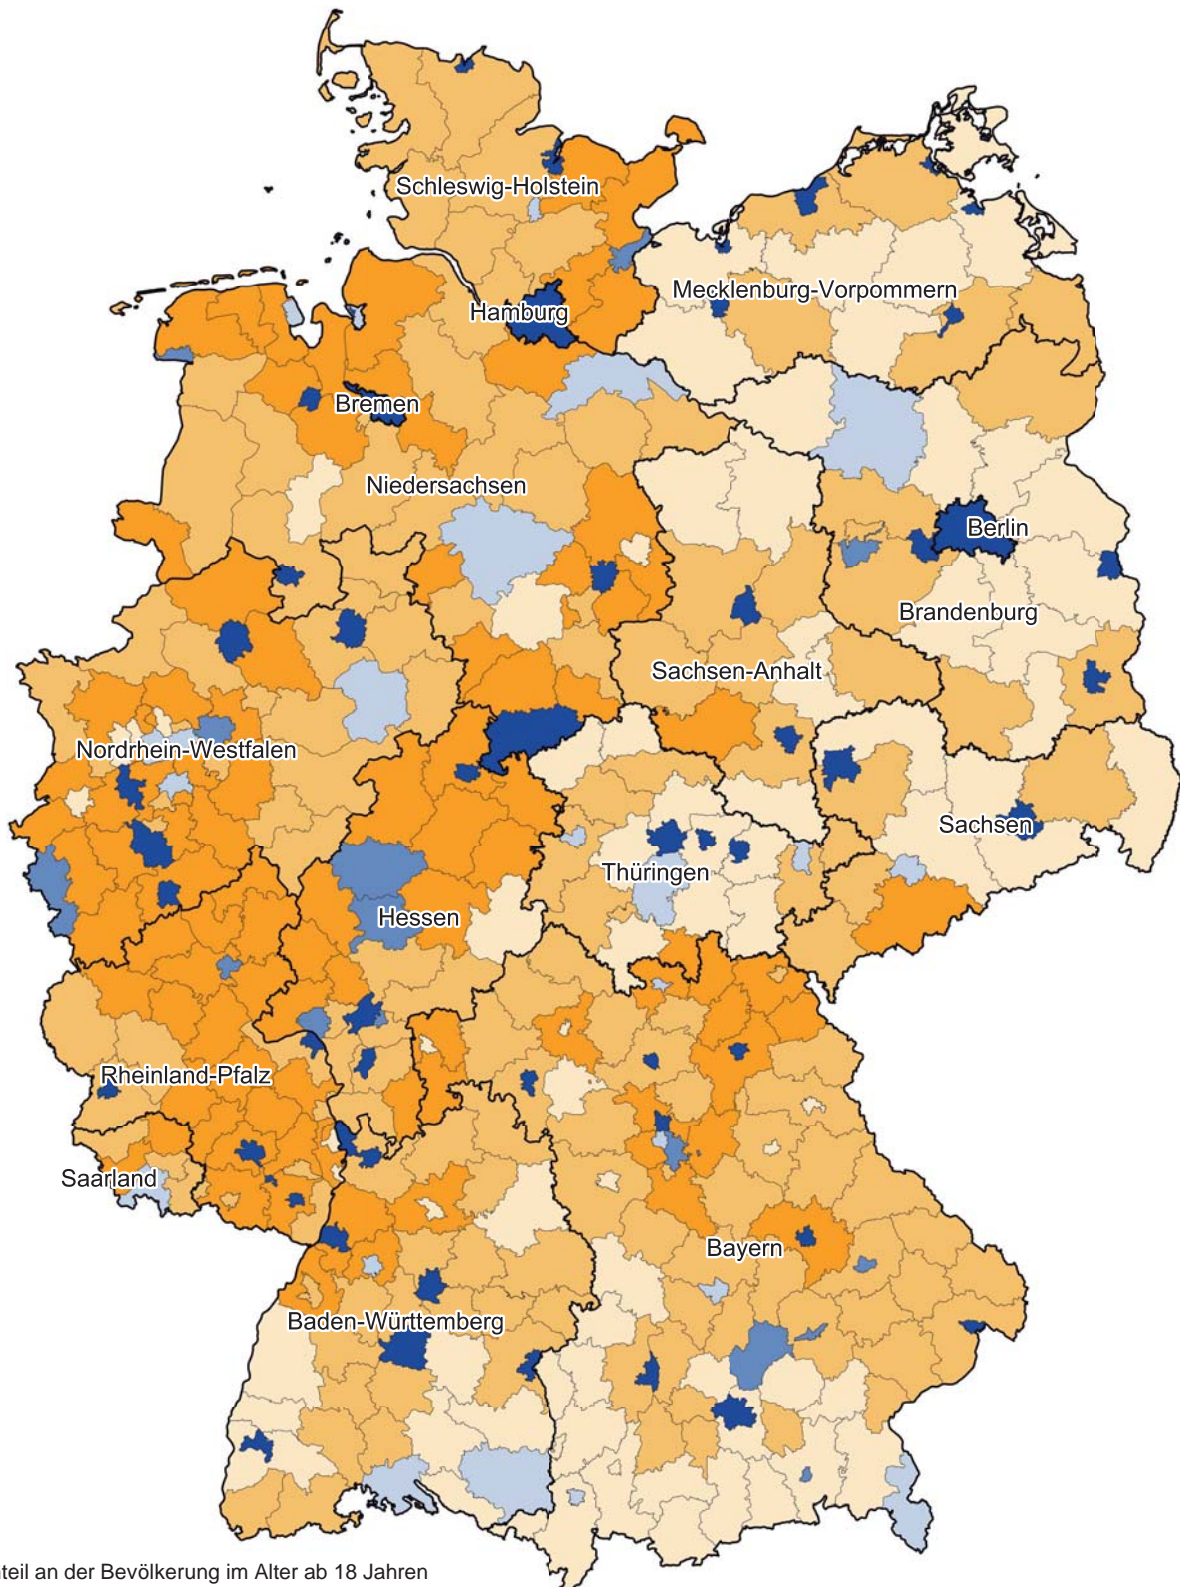 Schleswig-Holstein
Mecklenburg-Vorpommern
Hamburg
Bremen
Niedersachsen
Berlin
Brandenburg
Sachsen-Anhalt
Nordrhein-Westfalen
Sachsen
Thüringen
Hessen
Rheinland-Pfalz
Saarland
Bayern
Baden-Württemberg
nteil an der Bevölkerung im Alter ab 18 Jahren